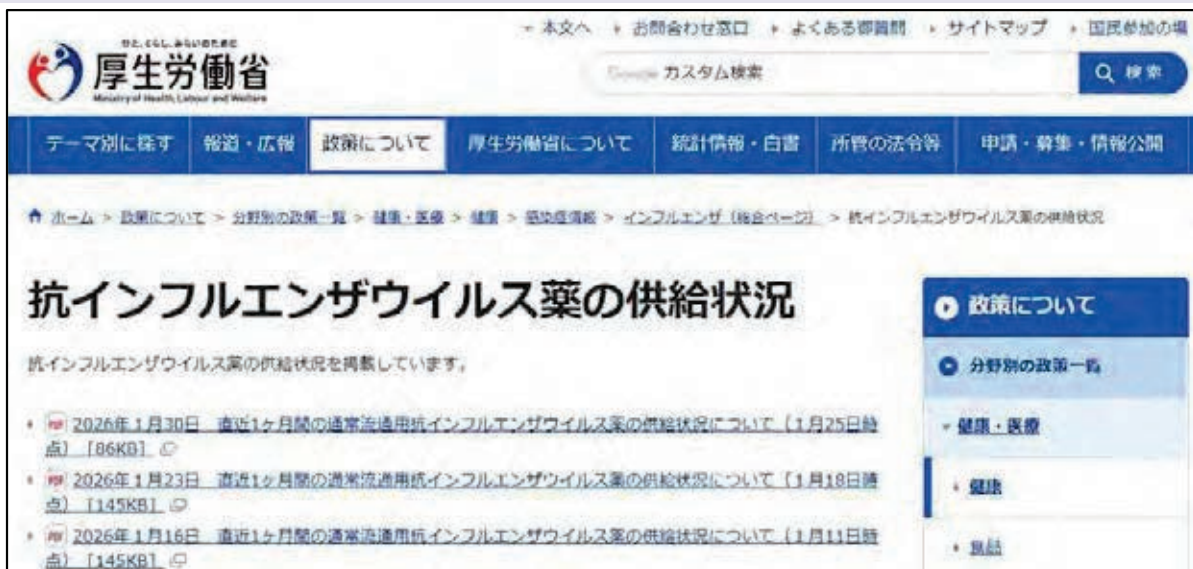 本文へ お問合わせ窓口 よくある御質問 サイトマップ 国民参加の場
ひと、くらし、みらいのために
厚生労働省
Ministry of Health, Labour and Welfare
Google カスタム検索
検索
テーマ別に探す 報道・広報 政策について 厚生労働省について 統計情報・白書 所管の法令等 申請・募集・情報公開
ホーム > 政策について > 分野別の政策一覧 > 健康・医療 > 健康 > 感染症情報 > インフルエンザ（総合ページ） > 抗インフルエンザウイルス薬の供給状況
抗インフルエンザウイルス薬の供給状況
抗インフルエンザウイルス薬の供給状況を掲載しています。
PDF 2026年1月30日 直近1ヶ月間の通常流通用抗インフルエンザウイルス薬の供給状況について（1月25日時
点） [86KB]
PDF 2026年1月23日 直近1ヶ月間の通常流通用抗インフルエンザウイルス薬の供給状況について（1月18日時
点） [145KB]
PDF 2026年1月16日 直近1ヶ月間の通常流通用抗インフルエンザウイルス薬の供給状況について（1月11日時
点） [145KB]
政策について
分野別の政策一覧
健康・医療
健康
食品